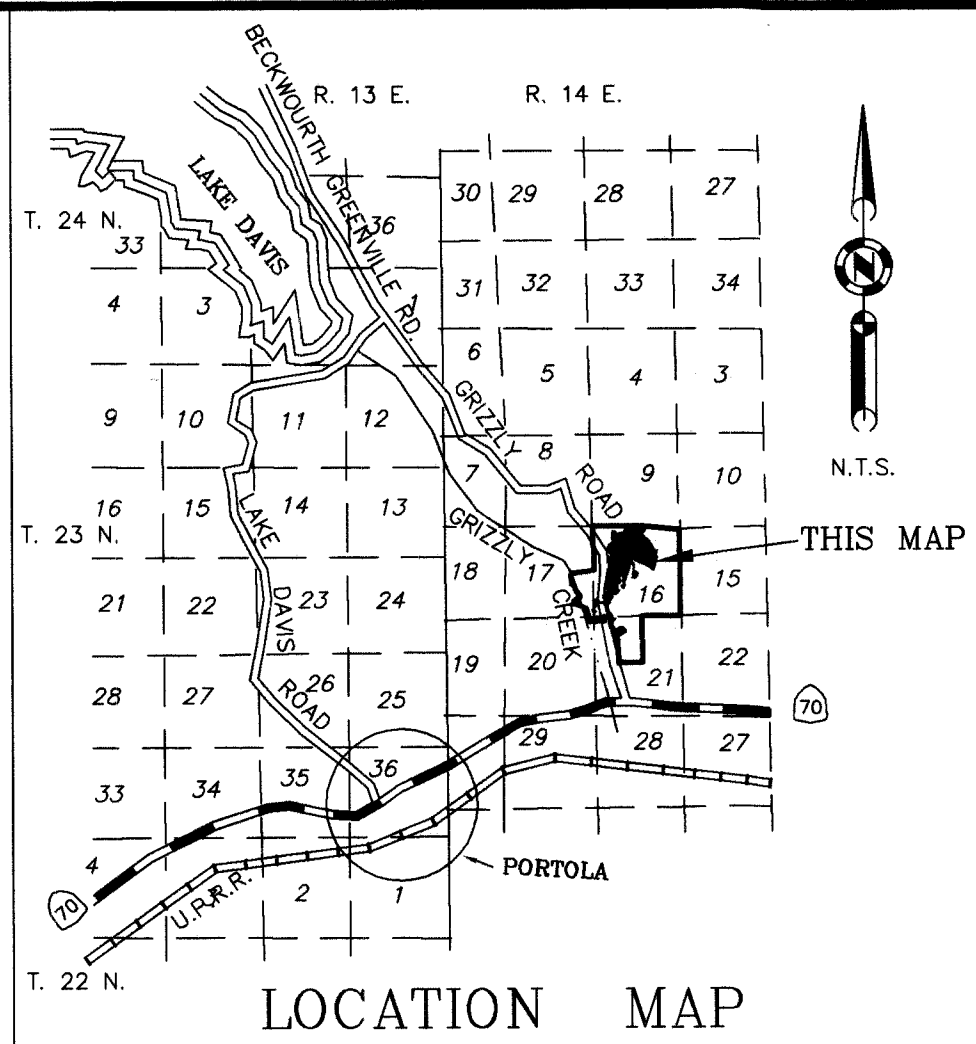 R. 13 E. R. 14 E.
BECKWOURTH GREENVILLE RD.
LAKE DAVIS
T. 24 N.
36 30 29 28 27
33
4 3 1 31 32 33 34
6 5 4 3
9 10 11 12 GRIZZLY ROAD
7 8 9 10
N
N.T.S.
16 15 14 13
T. 23 N.
LAKE DAVIS ROAD
GRIZZLY CREEK
THIS MAP
18 17 16 15
21 22 23 24
19 20 21 22
28 27 26 25
70
29 28 27
33 34 35 36
PORTOLA
4 2 1
70
U.P.R.R.
T. 22 N.
LOCATION MAP